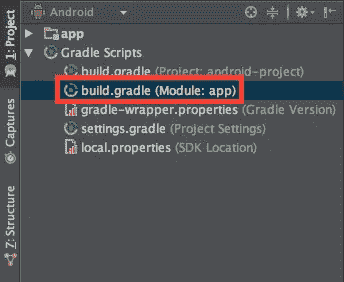 Android
app
Gradle Scripts
build.gradle (Project: android-project)
build.gradle (Module: app)
gradle-wrapper.properties (Gradle Version)
settings.gradle (Project Settings)
local.properties (SDK Location)
1: Project
Captures
Z: Structure